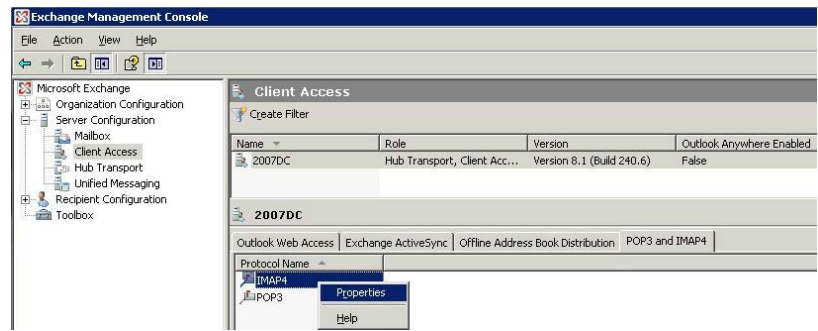 Exchange Management Console
File Action View Help
Microsoft Exchange
Organization Configuration
Server Configuration
Mailbox
Client Access
Hub Transport
Unified Messaging
Recipient Configuration
Toolbox
Client Access
Create Filter
Name Role Version Outlook Anywhere Enabled
2007DC Hub Transport, Client Acc... Version 8.1 (Build 240.6) False
2007DC
Outlook Web Access Exchange ActiveSync Offline Address Book Distribution POP3 and IMAP4
Protocol Name
IMAP4
POP3
Properties
Help